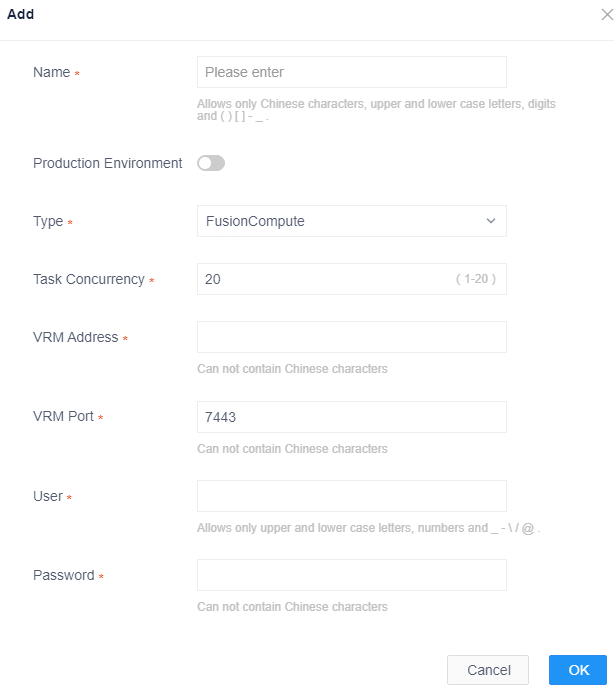 Add
Name *
Please enter
Allows only Chinese characters, upper and lower case letters, digits
and ( ) [ ] - _ .
Production Environment
Type *
FusionCompute
Task Concurrency *
20
( 1-20 )
VRM Address *
Can not contain Chinese characters
VRM Port *
7443
Can not contain Chinese characters
User *
Allows only upper and lower case letters, numbers and _ - \ / @ .
Password *
Can not contain Chinese characters
Cancel
OK